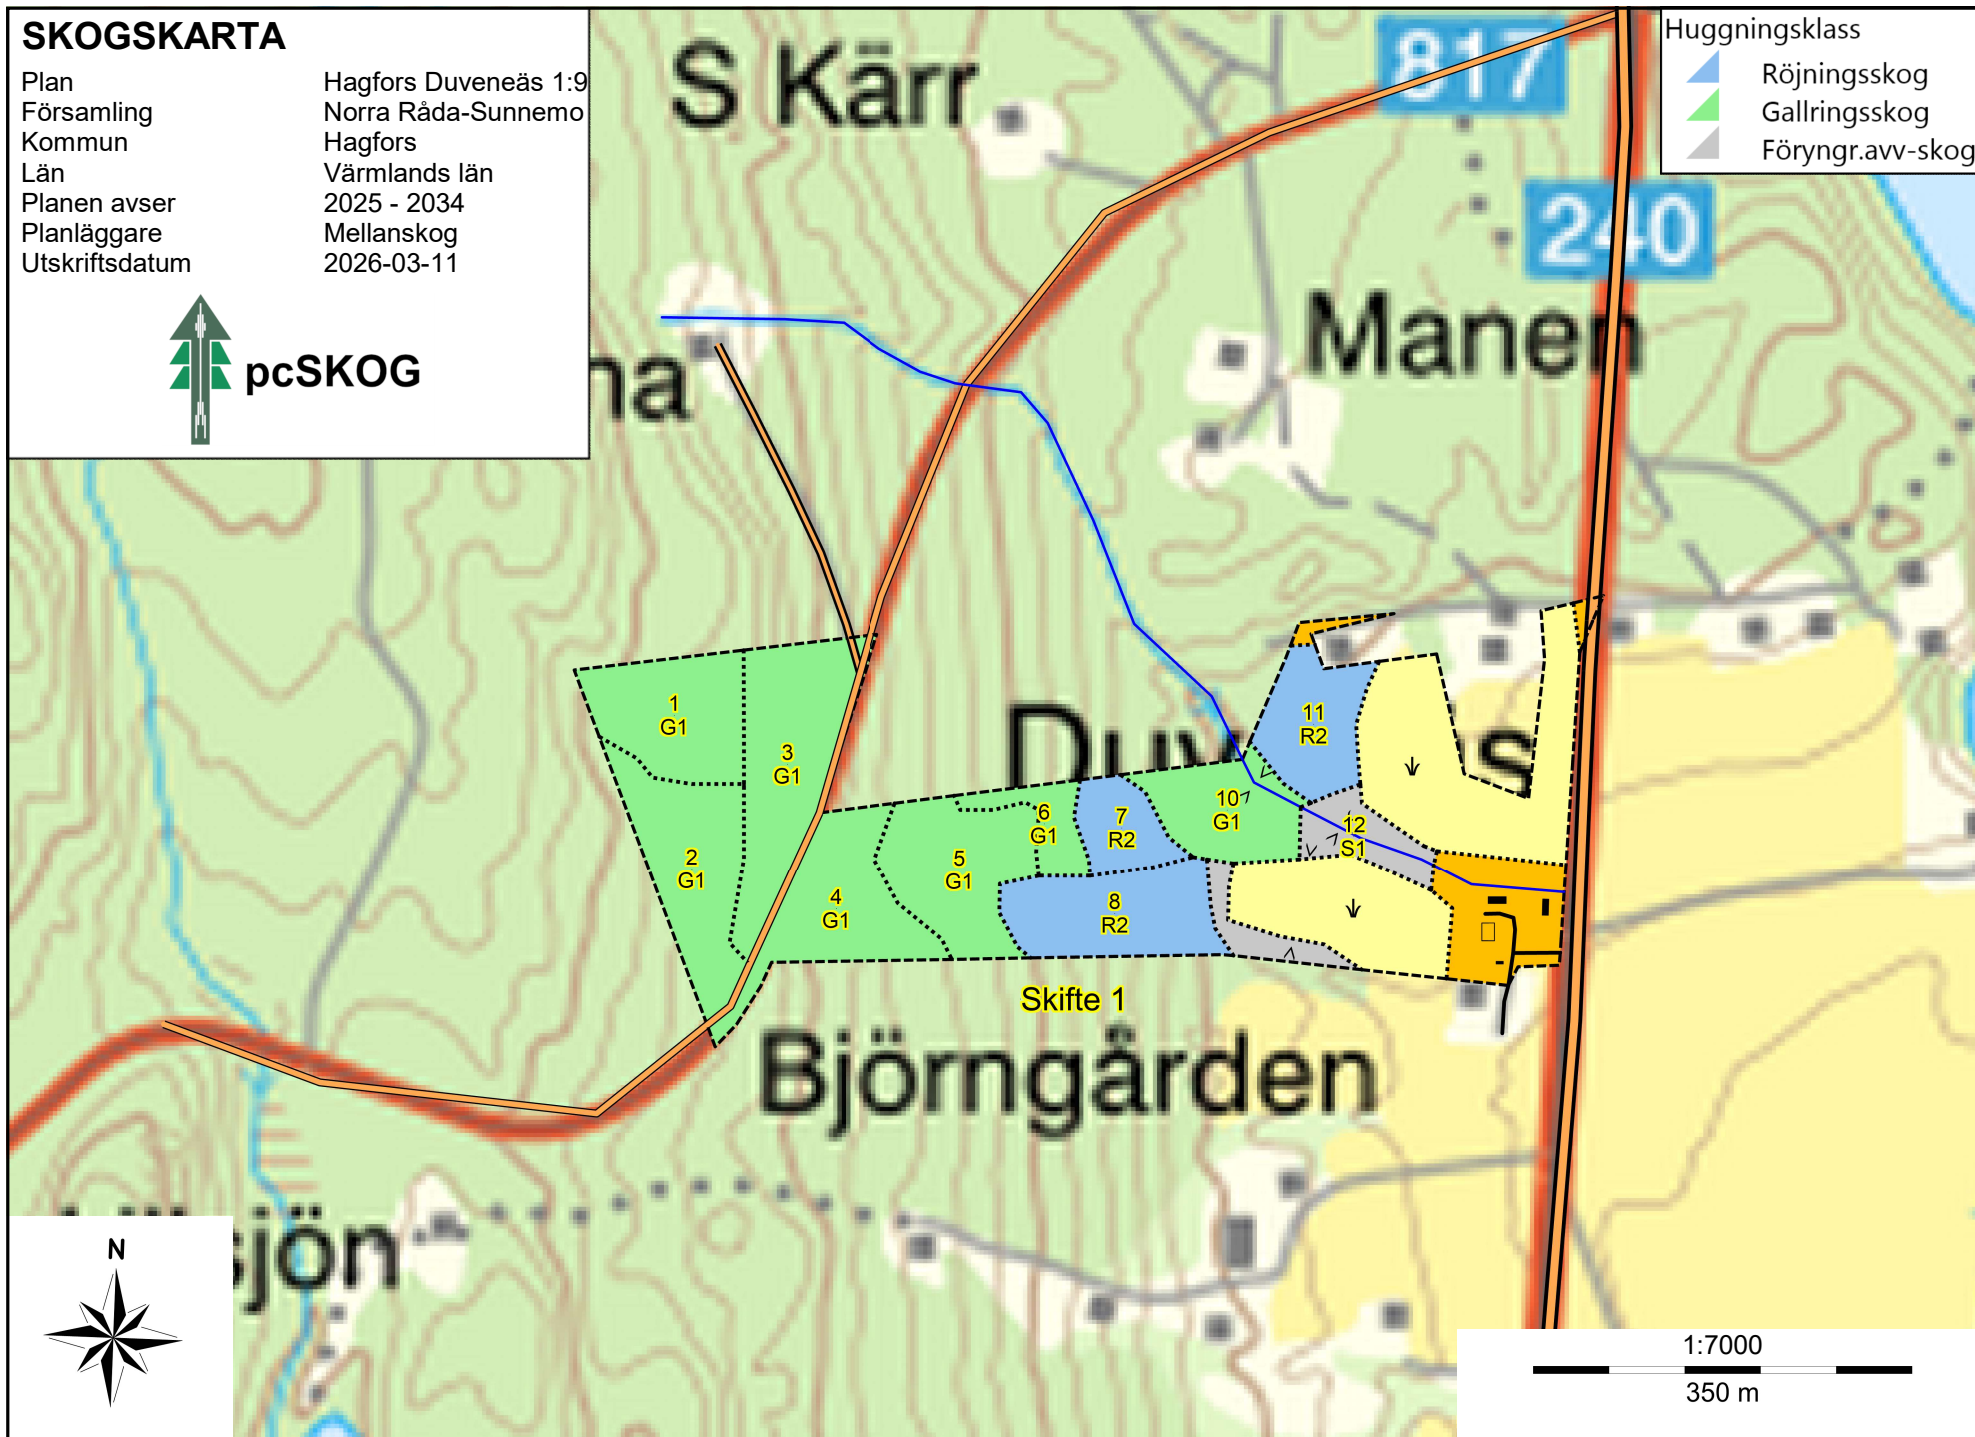 SKOGSKARTA
Plan Hagfors Duveneäs 1:9
Församling Norra Råda-Sunnemo
Kommun Hagfors
Län Värmlands län
Planen avser 2025 - 2034
Planläggare Mellanskog
Utskriftsdatum 2026-03-11
pcSKOG
Huggningsklass
Röjningsskog
Gallringsskog
Föryngr.avv-skog
S Kärr
817
240
Manen
na
1
G1
3
G1
2
G1
4
G1
5
G1
6
G1
7
R2
8
R2
10
G1
11
R2
12
S1
Skifte 1
Björngården
sjön
N
1:7000
350 m